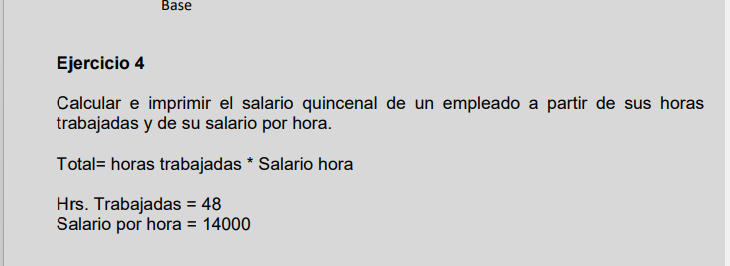 Base
Ejercicio 4
Calcular e imprimir el salario quincenal de un empleado a partir de sus horas
trabajadas y de su salario por hora.
Total= horas trabajadas * Salario hora
Hrs. Trabajadas = 48
Salario por hora = 14000